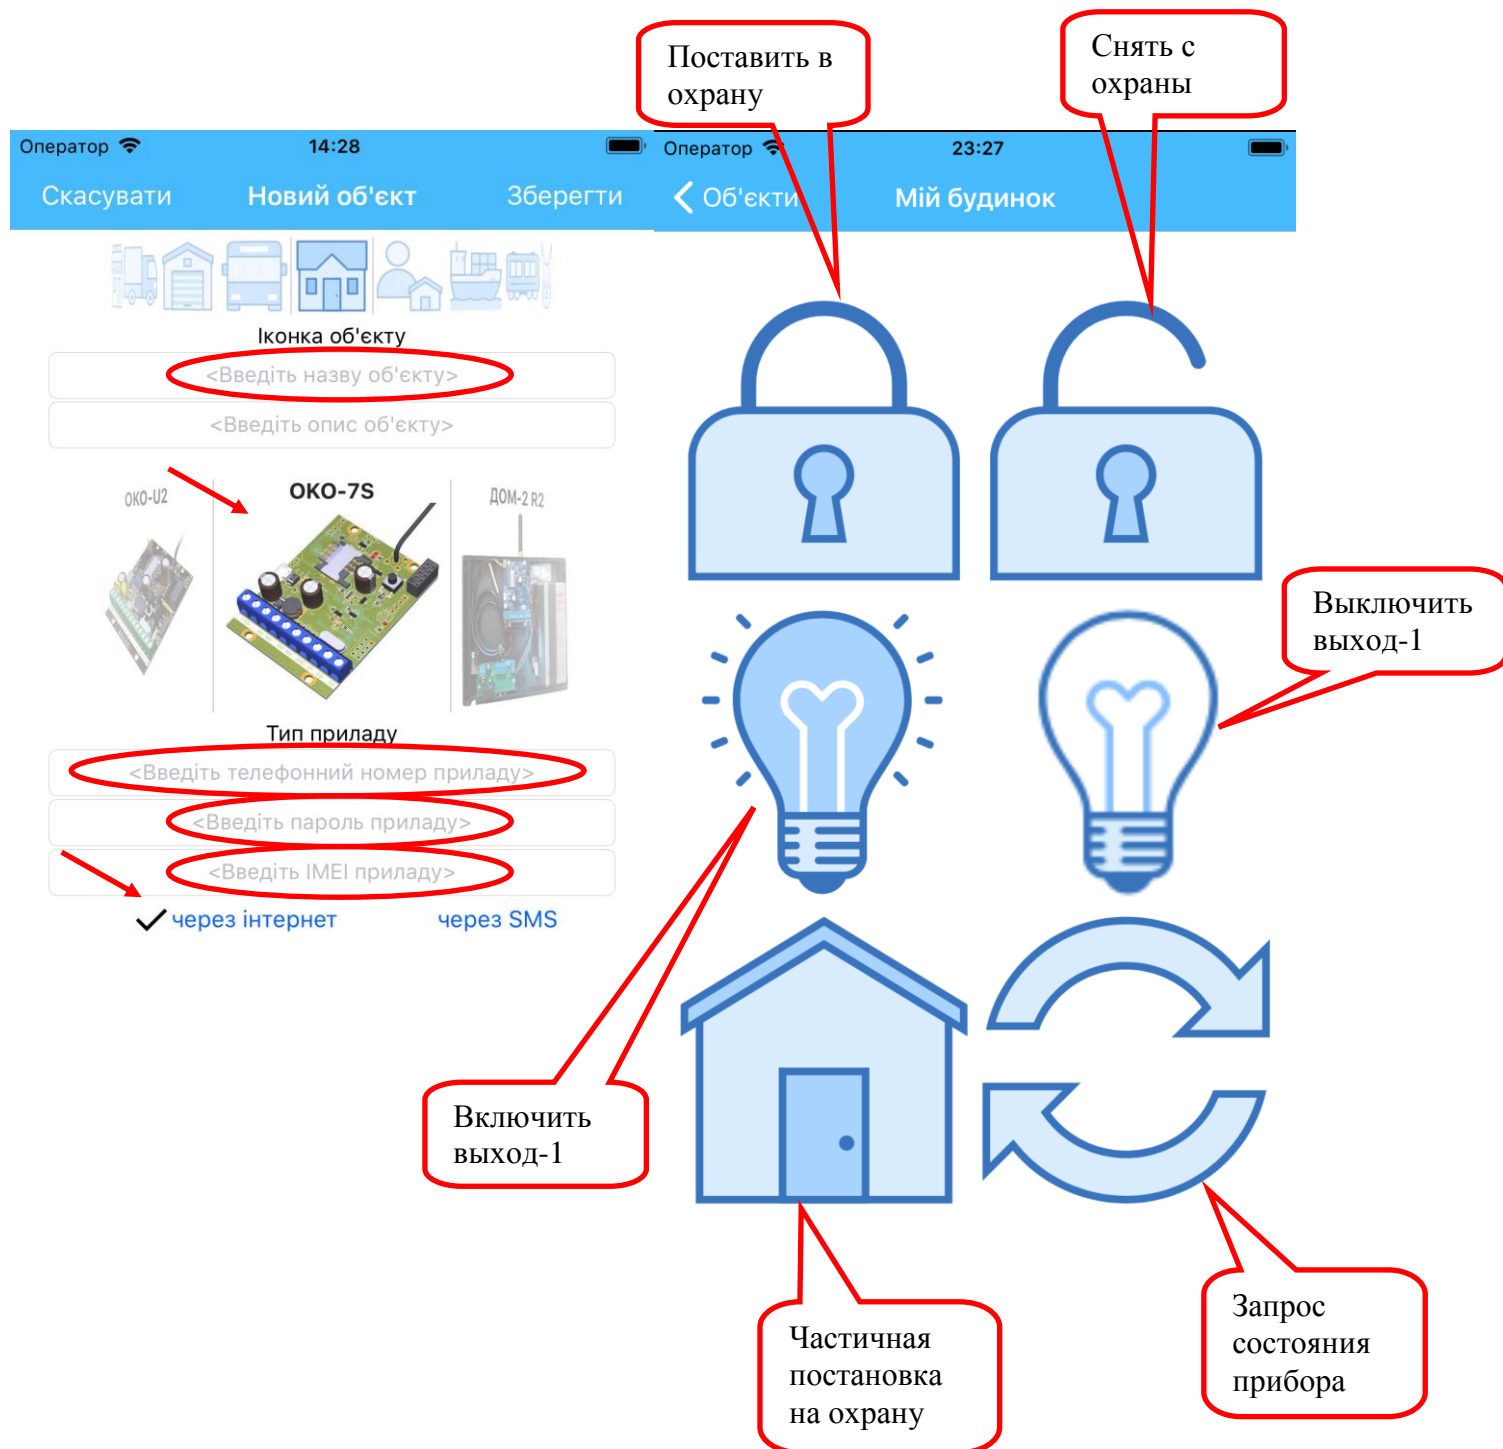 Поставить в
охрану
Снять с
охраны
Оператор
14:28
Скасувати
Новий об'єкт
Зберегти
Іконка об'єкту
<Введіть назву об'єкту>
<Введіть опис об'єкту>
ОКО-U2
ОКО-7S
ДОМ-2 R2
Тип приладу
<Введіть телефонний номер приладу>
<Введіть пароль приладу>
<Введіть IMEI приладу>
через інтернет
через SMS
Оператор
23:27
Об'єкти
Мій будинок
Выключить
выход-1
Включить
выход-1
Частичная
постановка
на охрану
Запрос
состояния
прибора